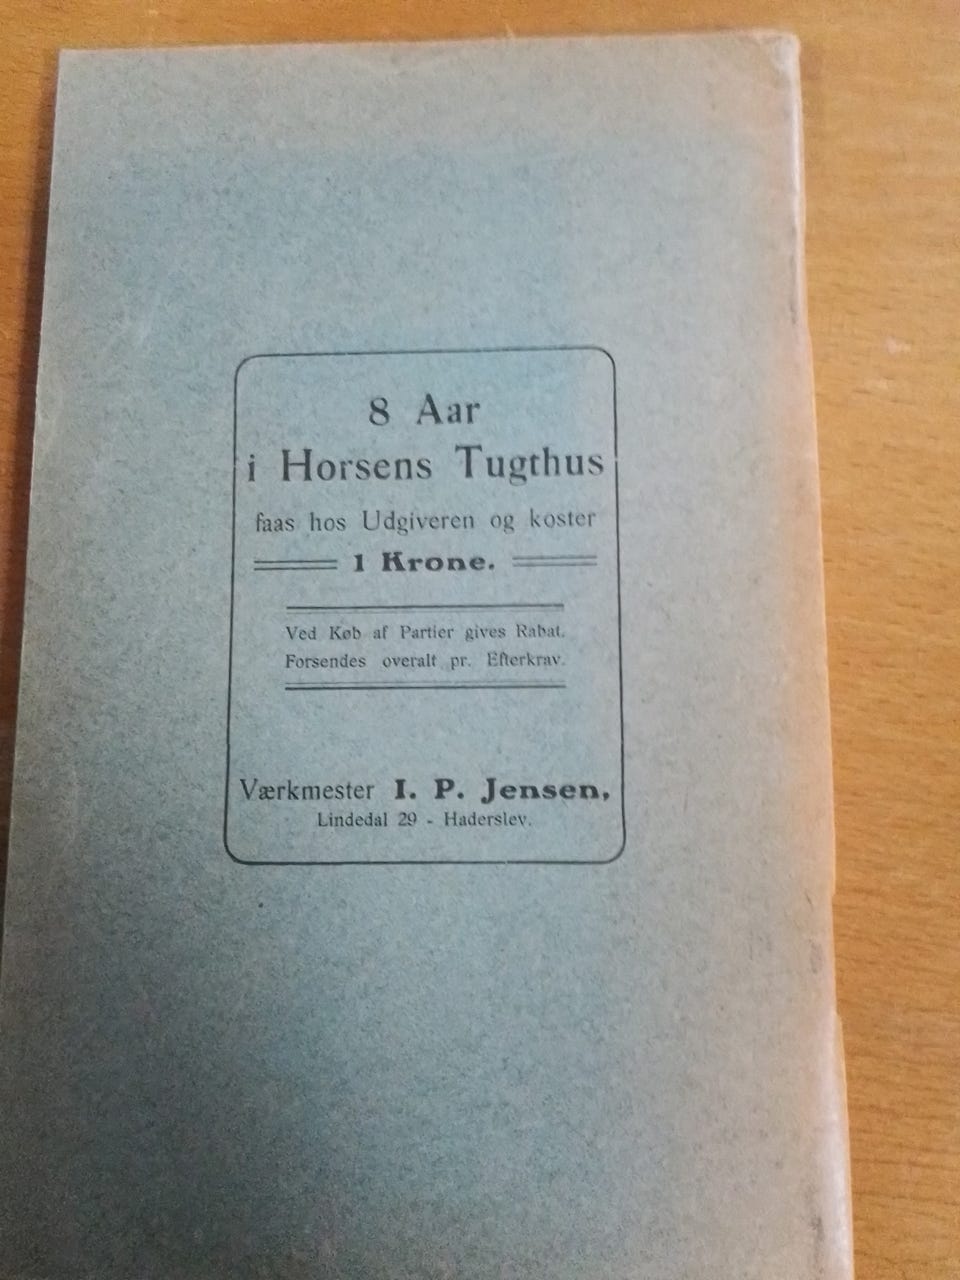 8 Aar
i Horsens Tugthus
faas hos Udgiveren og koster
1 Krone.
Ved Køb af Partier gives Rabat.
Forsendes overalt pr. Efterkrav.
Værkmester I. P. Jensen,
Lindedal 29 - Haderslev.